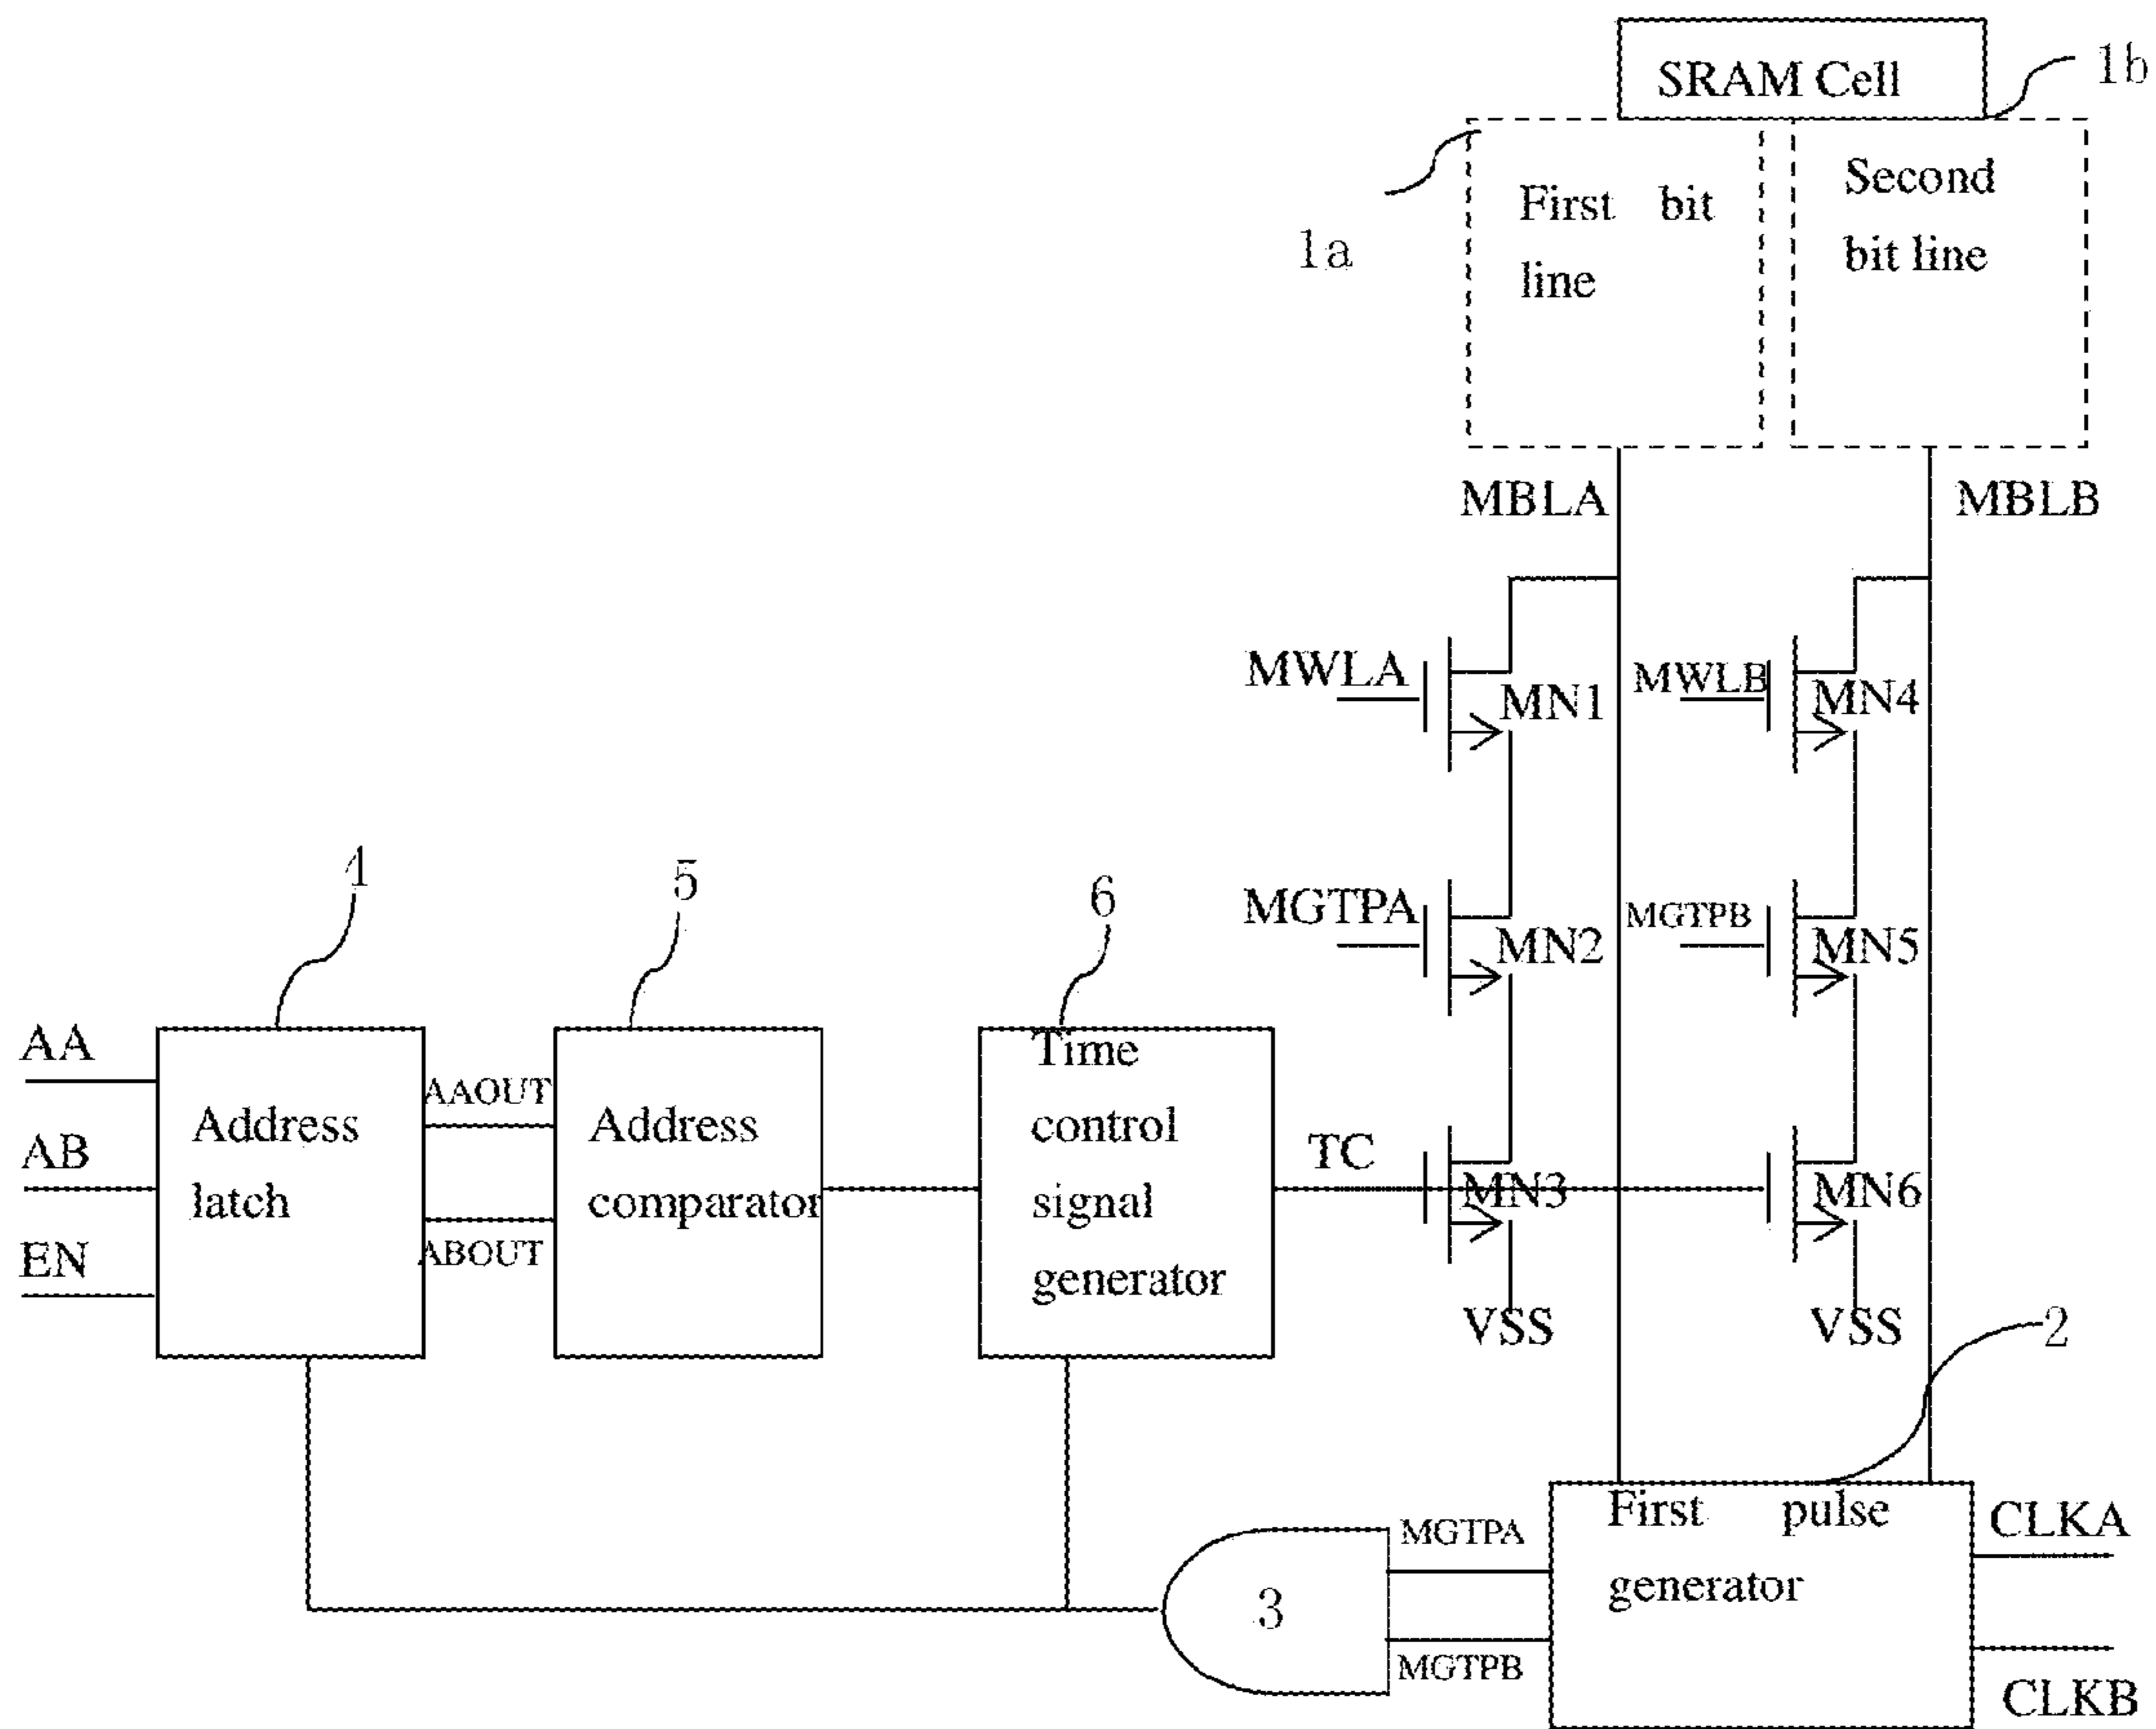 SRAM Cell
1b
First bit
line
Second
bit line
1a
MBLA
MBLB
MWLA
MN1
MWLB
MN4
MGTPA
MN2
MGTPB
MN5
4
5
6
AA
AB
EN
Address
latch
AAOUT
ABOUT
Address
comparator
Time
control
signal
generator
TC
MN3
MN6
VSS
VSS
2
First pulse
generator
CLKA
CLKB
MGTPA
MGTPB
3